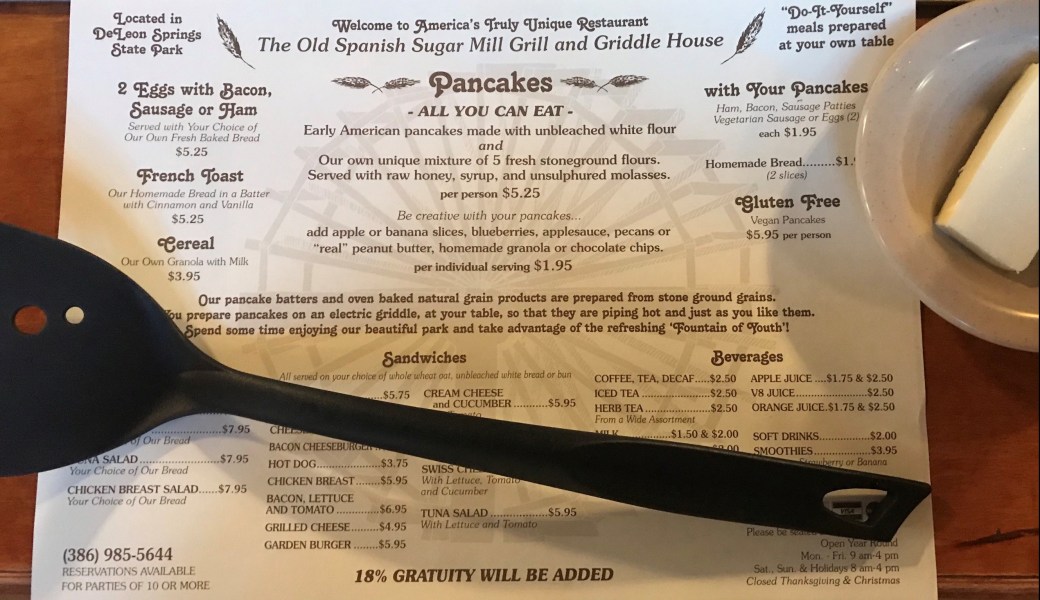 Located in
DeLeon Springs
State Park
Welcome to America's Truly Unique Restaurant
The Old Spanish Sugar Mill Grill and Griddle House
"Do-It-Yourself"
meals prepared
at your own table
2 Eggs with Bacon,
Sausage or Ham
Served with Your Choice of
Our Own Fresh Baked Bread
$5.25
French Toast
Our Homemade Bread in a Batter
with Cinnamon and Vanilla
$5.25
Cereal
Our Own Granola with Milk
$3.95
Pancakes
- ALL YOU CAN EAT -
Early American pancakes made with unbleached white flour
and
Our own unique mixture of 5 fresh stoneground flours.
Served with raw honey, syrup, and unsulphured molasses.
per person $5.25
Be creative with your pancakes...
add apple or banana slices, blueberries, applesauce, pecans or
"real" peanut butter, homemade granola or chocolate chips.
per individual serving $1.95
with Your Pancakes
Ham, Bacon, Sausage Patties
Vegetarian Sausage or Eggs (2)
each $1.95
Homemade Bread.........$1.
(2 slices)
Gluten Free
Vegan Pancakes
$5.95 per person
Our pancake batters and oven baked natural grain products are prepared from stone ground grains.
You prepare pancakes on an electric griddle, at your table, so that they are piping hot and just as you like them.
Spend some time enjoying our beautiful park and take advantage of the refreshing 'Fountain of Youth'!
$7.95
of Our Bread
TUNA SALAD ..................$7.95
Your Choice of Our Bread
CHICKEN BREAST SALAD......$7.95
Your Choice of Our Bread
(386) 985-5644
RESERVATIONS AVAILABLE
FOR PARTIES OF 10 OR MORE
Sandwiches
All served on your choice of whole wheat oat, unbleached white bread or bun
$5.75
BACON CHEESEBURGER
HOT DOG...............$3.75
CHICKEN BREAST .....$5.95
BACON, LETTUCE
AND TOMATO ...........$6.95
GRILLED CHEESE ......$4.95
GARDEN BURGER ......$5.95
CREAM CHEESE
and CUCUMBER ..........$5.95
SWISS
With Lettuce, Tomato
and Cucumber
TUNA SALAD ..............$5.95
With Lettuce and Tomato
Beverages
COFFEE, TEA, DECAF.....$2.50
ICED TEA ....................$2.50
HERB TEA ...................$2.50
From a Wide Assortment
MILK ............$1.50 & $2.00
APPLE JUICE ....$1.75 & $2.50
V8 JUICE.....................$2.50
ORANGE JUICE.$1.75 & $2.50
SOFT DRINKS...............$2.00
SMOOTHIES.................$3.95
Strawberry or Banana
18% GRATUITY WILL BE ADDED
VISA
Please be
Open Year Round
Mon. - Fri. 9 am-4 pm
Sat., Sun. & Holidays 8 am-4 pm
Closed Thanksgiving & Christmas